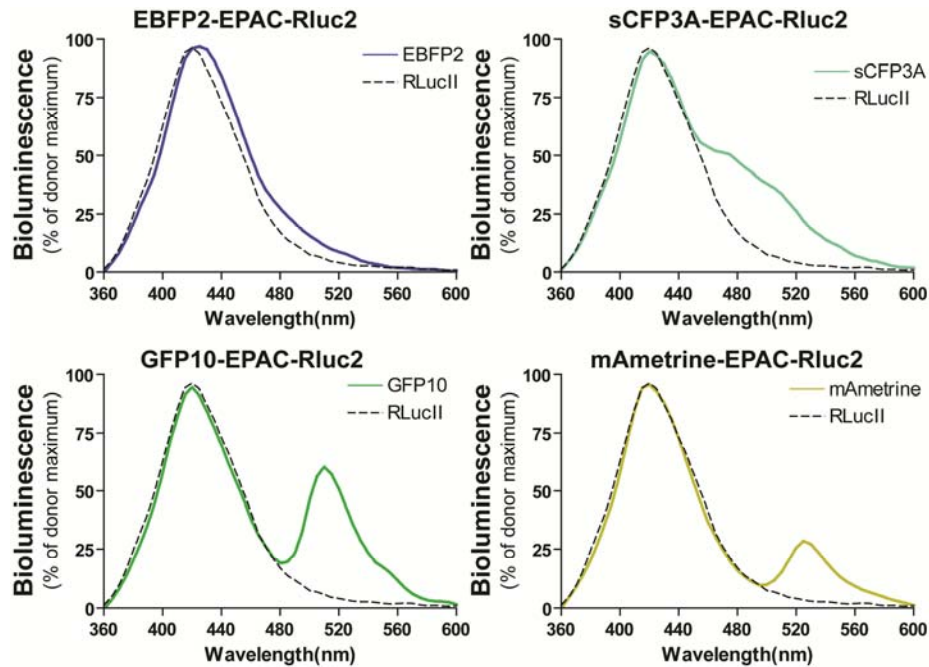 EBFP2-EPAC-Rluc2
Bioluminescence
(% of donor maximum)
100
75
50
25
0
EBFP2
RLucII
360 400 440 480 520 560 600
Wavelength(nm)
sCFP3A-EPAC-Rluc2
Bioluminescence
(% of donor maximum)
100
75
50
25
0
sCFP3A
RLucII
360 400 440 480 520 560 600
Wavelength(nm)
GFP10-EPAC-Rluc2
Bioluminescence
(% of donor maximum)
100
75
50
25
0
GFP10
RLucII
360 400 440 480 520 560 600
Wavelength(nm)
mAmetrine-EPAC-Rluc2
Bioluminescence
(% of donor maximum)
100
75
50
25
0
mAmetrine
RLucII
360 400 440 480 520 560 600
Wavelength(nm)